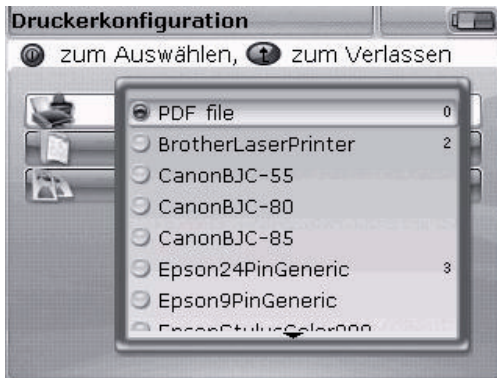 Druckerkonfiguration
zum Auswählen, zum Verlassen
PDF file 0
BrotherLaserPrinter 2
CanonBJC-55
CanonBJC-80
CanonBJC-85
Epson24PinGeneric 3
Epson9PinGeneric